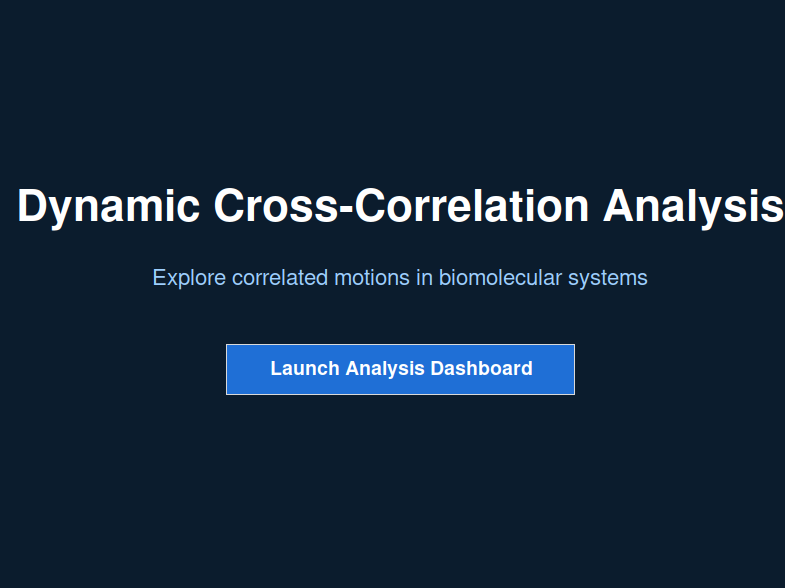 Dynamic Cross-Correlation Analysis
Explore correlated motions in biomolecular systems
Launch Analysis Dashboard